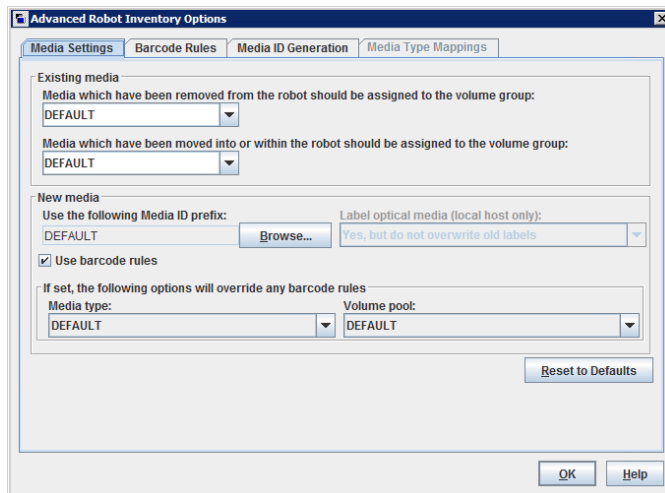 Advanced Robot Inventory Options
Media Settings Barcode Rules Media ID Generation Media Type Mappings
Existing media
Media which have been removed from the robot should be assigned to the volume group:
DEFAULT
Media which have been moved into or within the robot should be assigned to the volume group:
DEFAULT
New media
Use the following Media ID prefix: Label optical media (local host only):
DEFAULT Browse... Yes, but do not overwrite old labels
Use barcode rules
If set, the following options will override any barcode rules
Media type: Volume pool:
DEFAULT DEFAULT
Reset to Defaults
OK Help